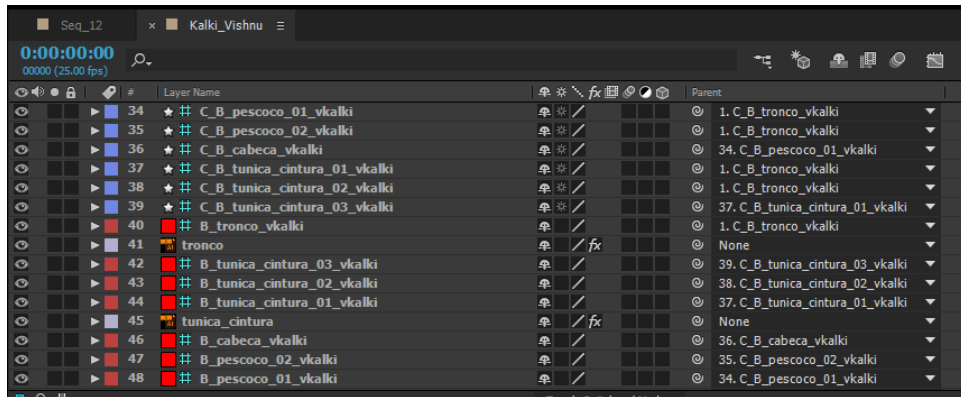 Seq_12 × Kalki_Vishnu
0:00:00:00
00000 (25.00 fps)
# Layer Name fx Parent
34 C_B_pescoco_01_vkalki 1. C_B_tronco_vkalki
35 C_B_pescoco_02_vkalki 1. C_B_tronco_vkalki
36 C_B_cabeca_vkalki 34. C_B_pescoco_01_vkalki
37 C_B_tunica_cintura_01_vkalki 1. C_B_tronco_vkalki
38 C_B_tunica_cintura_02_vkalki 1. C_B_tronco_vkalki
39 C_B_tunica_cintura_03_vkalki 37. C_B_tunica_cintura_01_vkalki
40 B_tronco_vkalki 1. C_B_tronco_vkalki
41 tronco fx None
42 B_tunica_cintura_03_vkalki 39. C_B_tunica_cintura_03_vkalki
43 B_tunica_cintura_02_vkalki 38. C_B_tunica_cintura_02_vkalki
44 B_tunica_cintura_01_vkalki 37. C_B_tunica_cintura_01_vkalki
45 tunica_cintura fx None
46 B_cabeca_vkalki 36. C_B_cabeca_vkalki
47 B_pescoco_02_vkalki 35. C_B_pescoco_02_vkalki
48 B_pescoco_01_vkalki 34. C_B_pescoco_01_vkalki